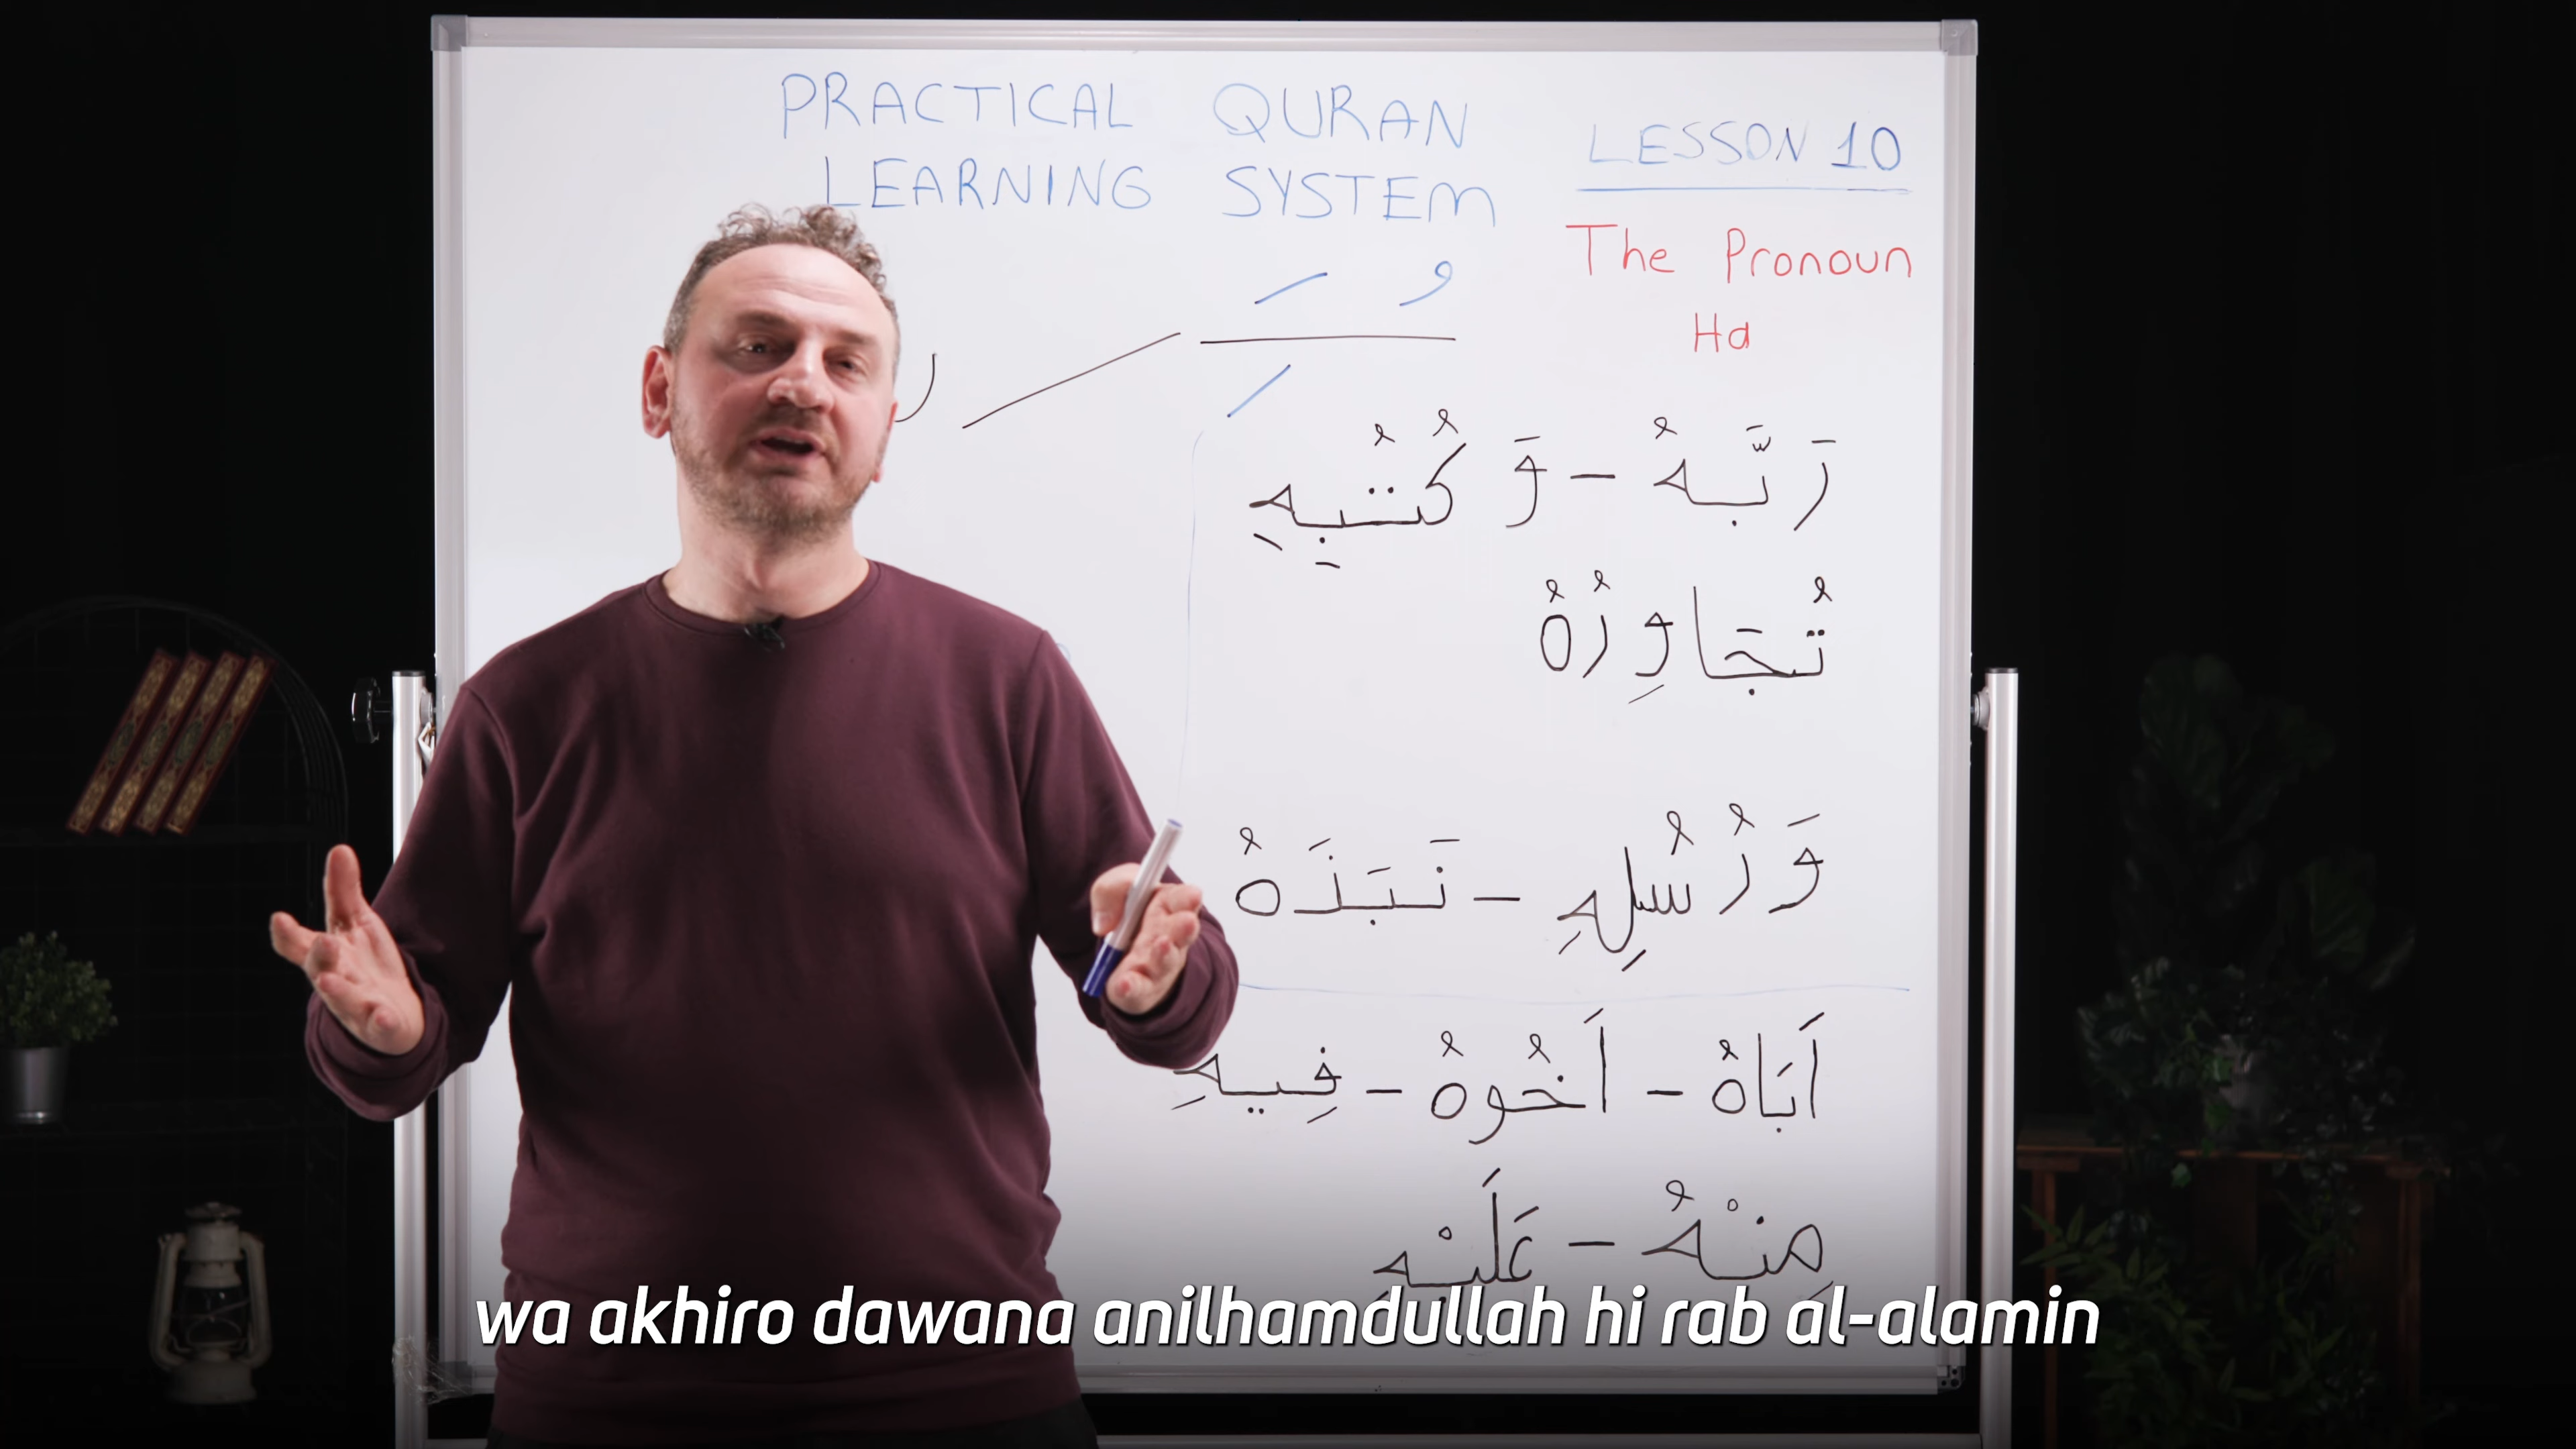 PRACTICAL QURAN
LEARNING SYSTEM
LESSON 10
The Pronoun
Ha
رَبَّهُ - وَ كُتُبِهِ
تُجَاوِرُهُ
وَ رُسُلِهِ - نَبَذَهُ
اَبَاهُ - اَخُوهُ - فِيهِ
مِنْهُ - عَلَيْهِ
wa akhiro dawana anilhamdullah hi rab al-alamin